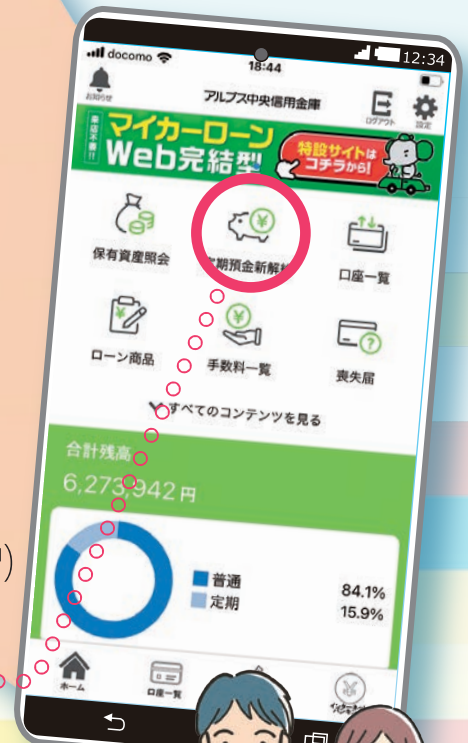 12:34
docomo
18:44
お知らせ
アルプス中央信用金庫
ログアウト
設定
来店不要!!
マイカーローン
Web完結型
特設サイトは
コチラから!
保有資産照会
期預金新解
口座一覧
ローン商品
手数料一覧
喪失届
すべてのコンテンツを見る
合計残高
6,273,942円
普通 84.1%
定期 15.9%
ホーム
口座一覧
)